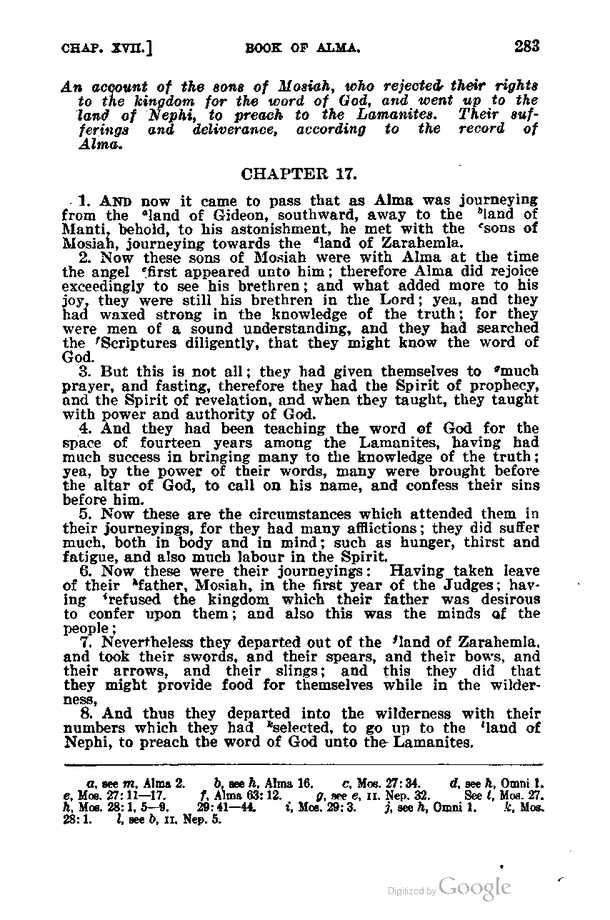 CHAP. XVII.] BOOK OF ALMA. 283
An account of the sons of Mosiah, who rejected their rights
to the kingdom for the word of God, and went up to the
land of Nephi, to preach to the Lamanites. Their suf-
ferings and deliverance, according to the record of
Alma.
CHAPTER 17.
1. AND now it came to pass that as Alma was journeying
from the ᵃland of Gideon, southward, away to the ᵇland of
Manti, behold, to his astonishment, he met with the ᶜsons of
Mosiah, journeying towards the ᵈland of Zarahemla.
2. Now these sons of Mosiah were with Alma at the time
the angel ᵉfirst appeared unto him; therefore Alma did rejoice
exceedingly to see his brethren; and what added more to his
joy, they were still his brethren in the Lord; yea, and they
had waxed strong in the knowledge of the truth; for they
were men of a sound understanding, and they had searched
the ᶠScriptures diligently, that they might know the word of
God.
3. But this is not all; they had given themselves to ᵍmuch
prayer, and fasting, therefore they had the Spirit of prophecy,
and the Spirit of revelation, and when they taught, they taught
with power and authority of God.
4. And they had been teaching the word of God for the
space of fourteen years among the Lamanites, having had
much success in bringing many to the knowledge of the truth;
yea, by the power of their words, many were brought before
the altar of God, to call on his name, and confess their sins
before him.
5. Now these are the circumstances which attended them in
their journeyings, for they had many afflictions; they did suffer
much, both in body and in mind; such as hunger, thirst and
fatigue, and also much labour in the Spirit.
6. Now these were their journeyings: Having taken leave
of their ʰfather, Mosiah, in the first year of the Judges; hav-
ing ⁱrefused the kingdom which their father was desirous
to confer upon them; and also this was the minds of the
people;
7. Nevertheless they departed out of the ʲland of Zarahemla,
and took their swords, and their spears, and their bows, and
their arrows, and their slings; and this they did that
they might provide food for themselves while in the wilder-
ness,
8. And thus they departed into the wilderness with their
numbers which they had ᵏselected, to go up to the ˡland of
Nephi, to preach the word of God unto the Lamanites.
a, see m, Alma 2. b, see h, Alma 16. c, Mos. 27:34. d, see h, Omni 1.
e, Mos. 27:11—17. f, Alma 63:12. g, see e, II. Nep. 32. See l, Mos. 27.
h, Mos. 28:1, 5—9. 29:41—44. i, Mos. 29:3. j, see h, Omni 1. k, Mos.
28:1. l, see b, II. Nep. 5.
Digitized by Google